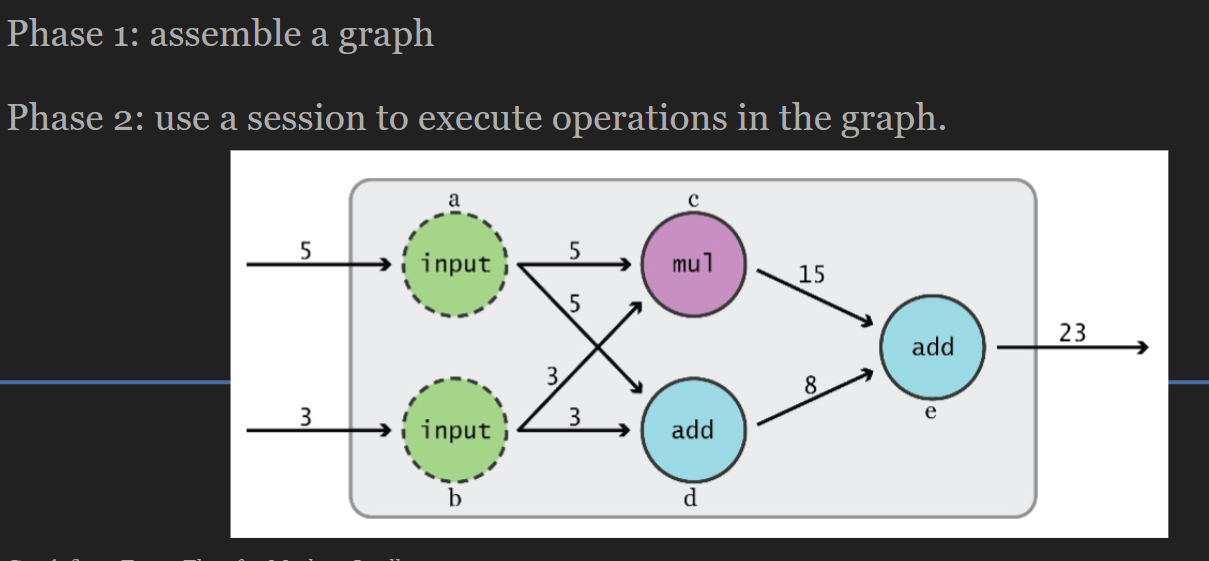 Phase 1: assemble a graph
Phase 2: use a session to execute operations in the graph.
a
c
5
input
5
mul
15
5
add
23
3
8
e
3
input
3
add
b
d